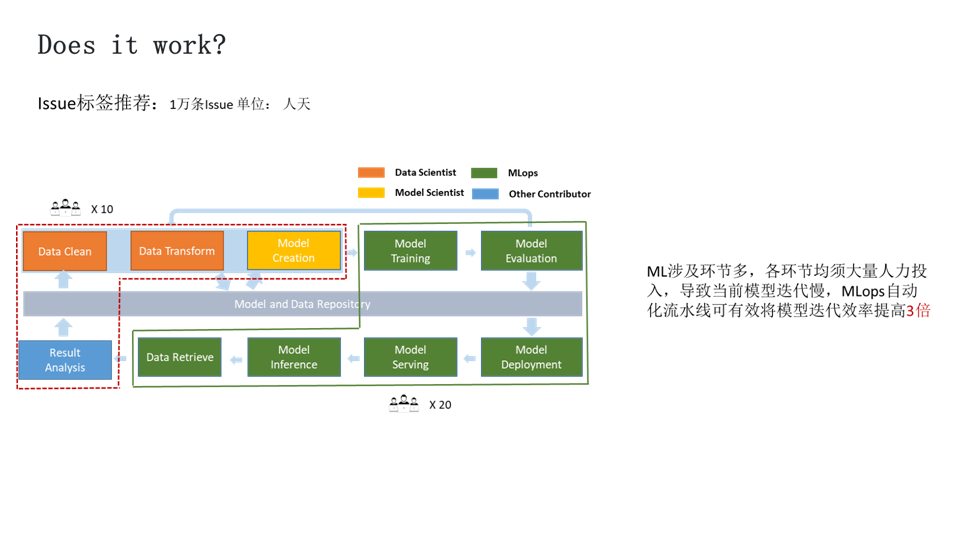 Does it work?
Issue标签推荐：1万条Issue 单位： 人天
Data Scientist
MLops
Model Scientist
Other Contributor
X 10
Data Clean
Data Transform
Model
Creation
Model
Training
Model
Evaluation
Model and Data Repository
Result
Analysis
Data Retrieve
Model
Inference
Model
Serving
Model
Deployment
X 20
ML涉及环节多，各环节均须大量人力投
入，导致当前模型迭代慢，MLops自动
化流水线可有效将模型迭代效率提高3倍